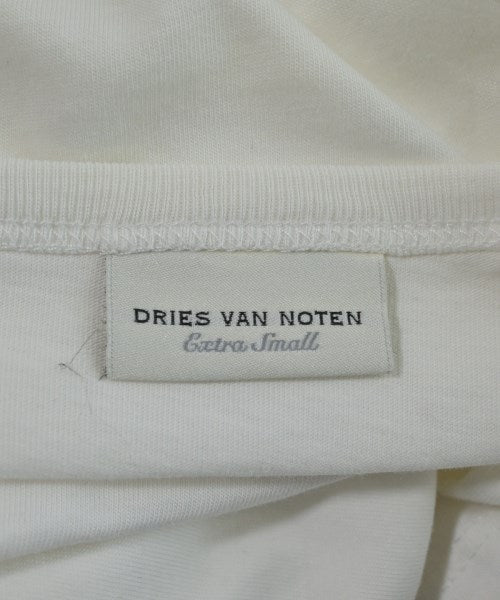 DRIES VAN NOTEN
Extra Small